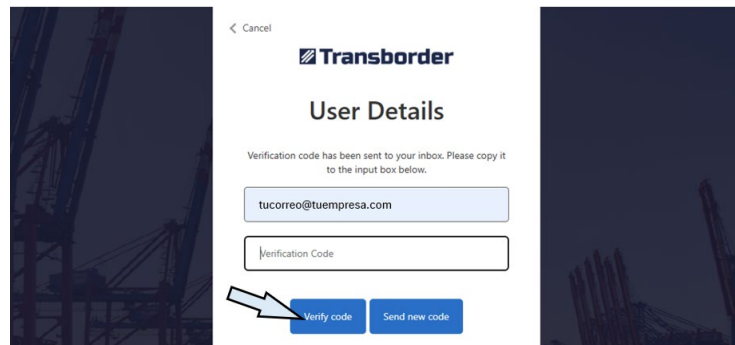 Cancel
Transborder
User Details
Verification code has been sent to your inbox. Please copy it
to the input box below.
tucorreo@tuempresa.com
Verification Code
Verify code
Send new code